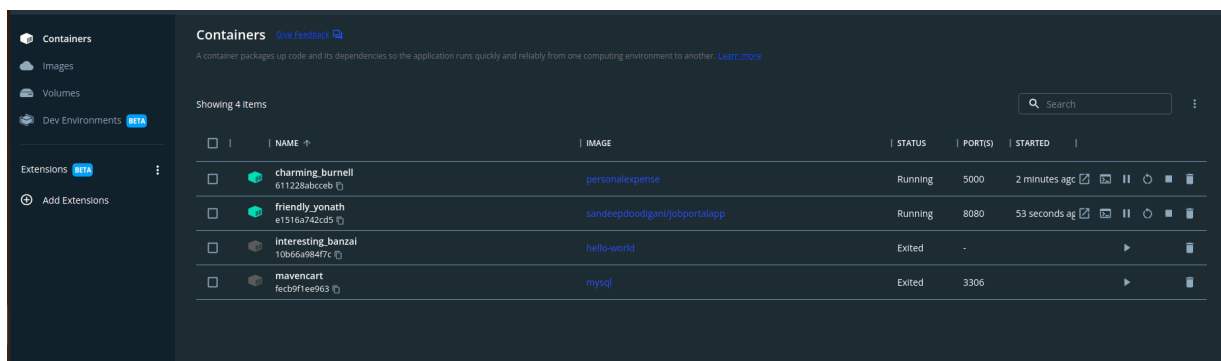 Containers
Images
Volumes
Dev Environments BETA
Extensions BETA
Add Extensions
Containers Give Feedback
A container packages up code and its dependencies so the application runs quickly and reliably from one computing environment to another. Learn more
Showing 4 items
Search
NAME IMAGE STATUS PORT(S) STARTED
charming_burnell
611228abcceb
personalexpense Running 5000 2 minutes agc
friendly_yonath
e1516a742cd5
sandeepdoodigani/jobportalapp Running 8080 53 seconds ag
interesting_banzai
10b66a984f7c
hello-world Exited -
mavencart
fecb9f1ee963
mysql Exited 3306